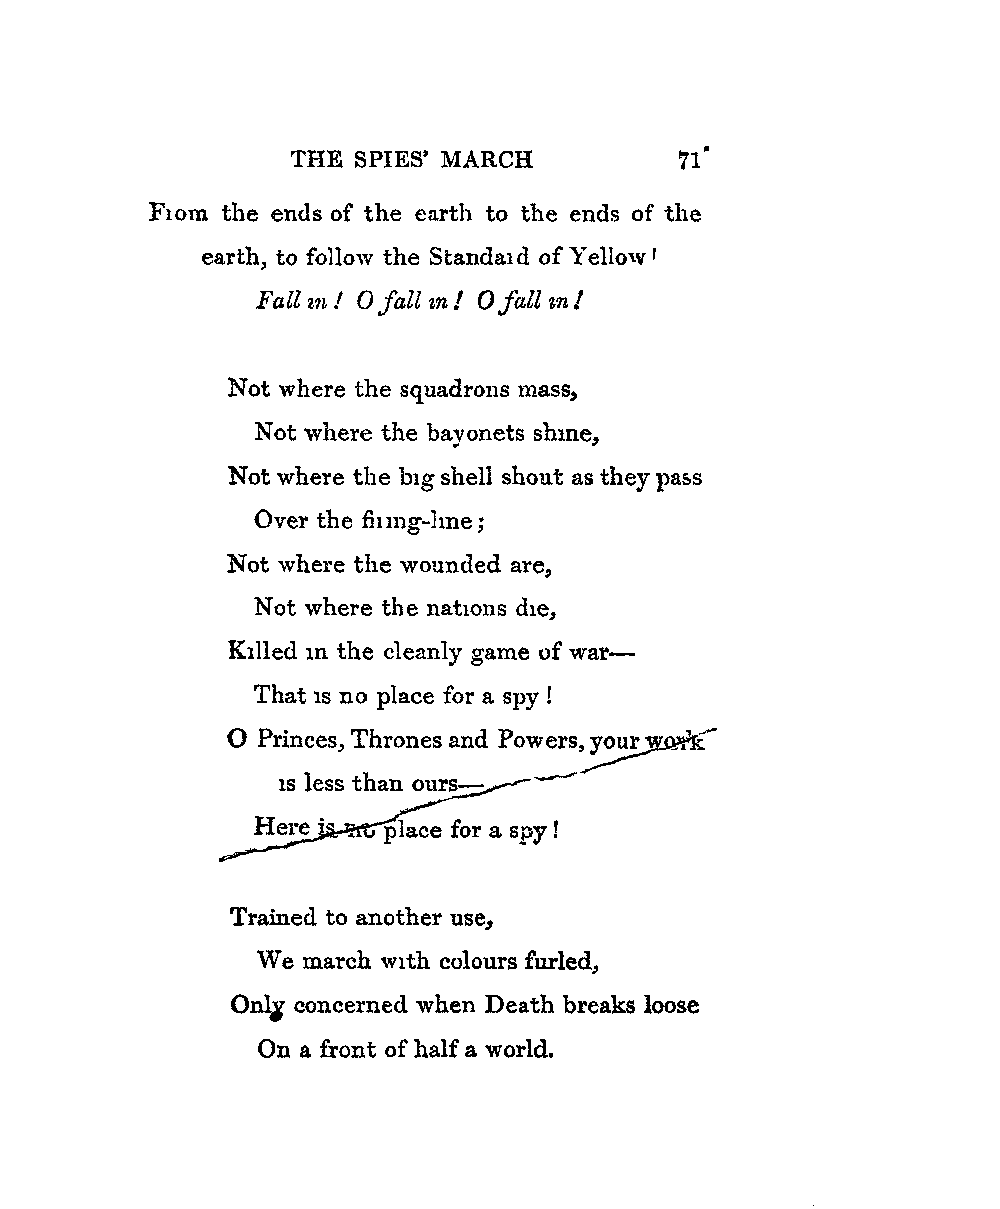 THE SPIES' MARCH 71
From the ends of the earth to the ends of the
earth, to follow the Standard of Yellow!
Fall in! O fall in! O fall in!
Not where the squadrons mass,
Not where the bayonets shine,
Not where the big shell shout as they pass
Over the firing-line;
Not where the wounded are,
Not where the nations die,
Killed in the cleanly game of war—
That is no place for a spy!
O Princes, Thrones and Powers, your work
is less than ours—
Here is no place for a spy!
Trained to another use,
We march with colours furled,
Only concerned when Death breaks loose
On a front of half a world.